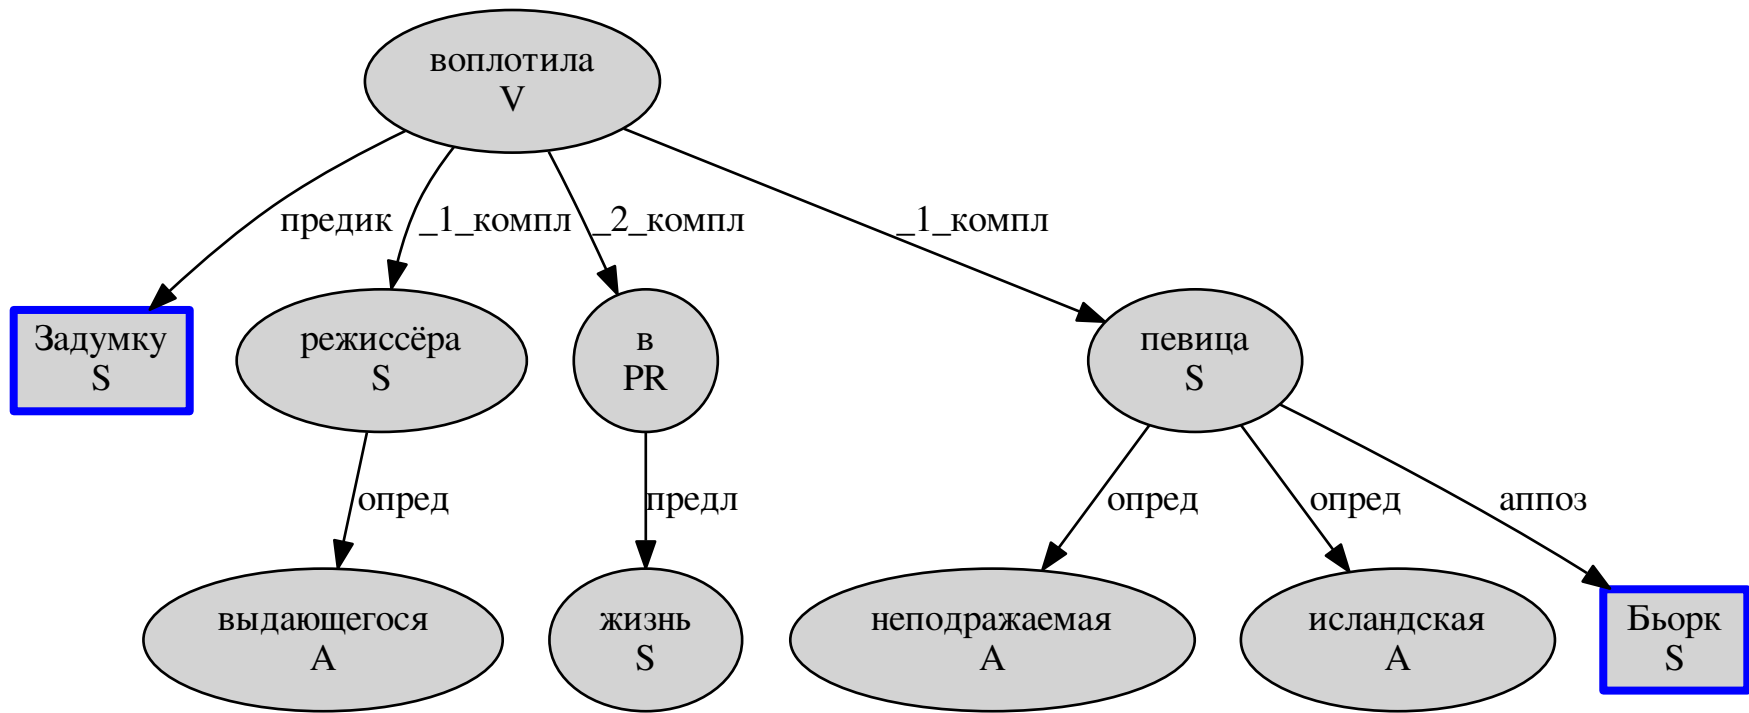 воплотила
V
предик
_1_компл
_2_компл
_1_компл
Задумку
S
режиссёра
S
в
PR
певица
S
опред
предл
опред
опред
аппоз
выдающегося
A
жизнь
S
неподражаемая
A
исландская
A
Бьорк
S